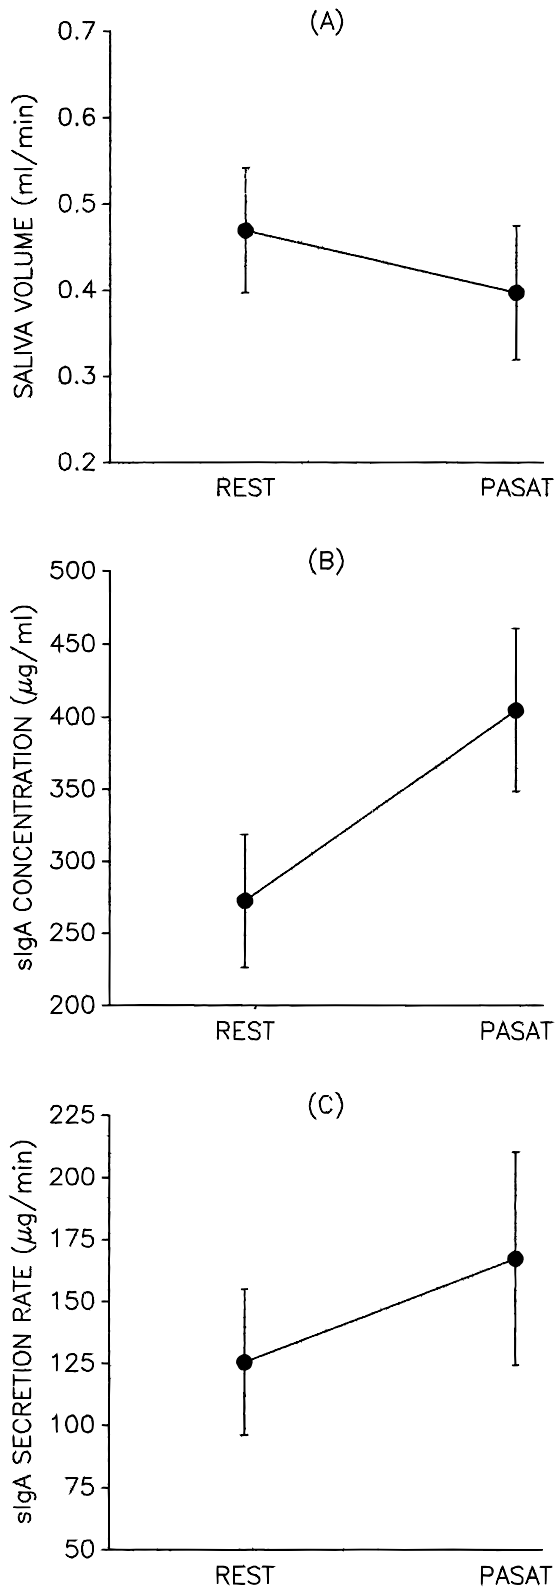 (A)
SALIVA VOLUME (ml/min)
0.7
0.6
0.5
0.4
0.3
0.2
REST PASAT
(B)
sIgA CONCENTRATION (μg/ml)
500
450
400
350
300
250
200
REST PASAT
(C)
sIgA SECRETION RATE (μg/min)
225
200
175
150
125
100
75
50
REST PASAT